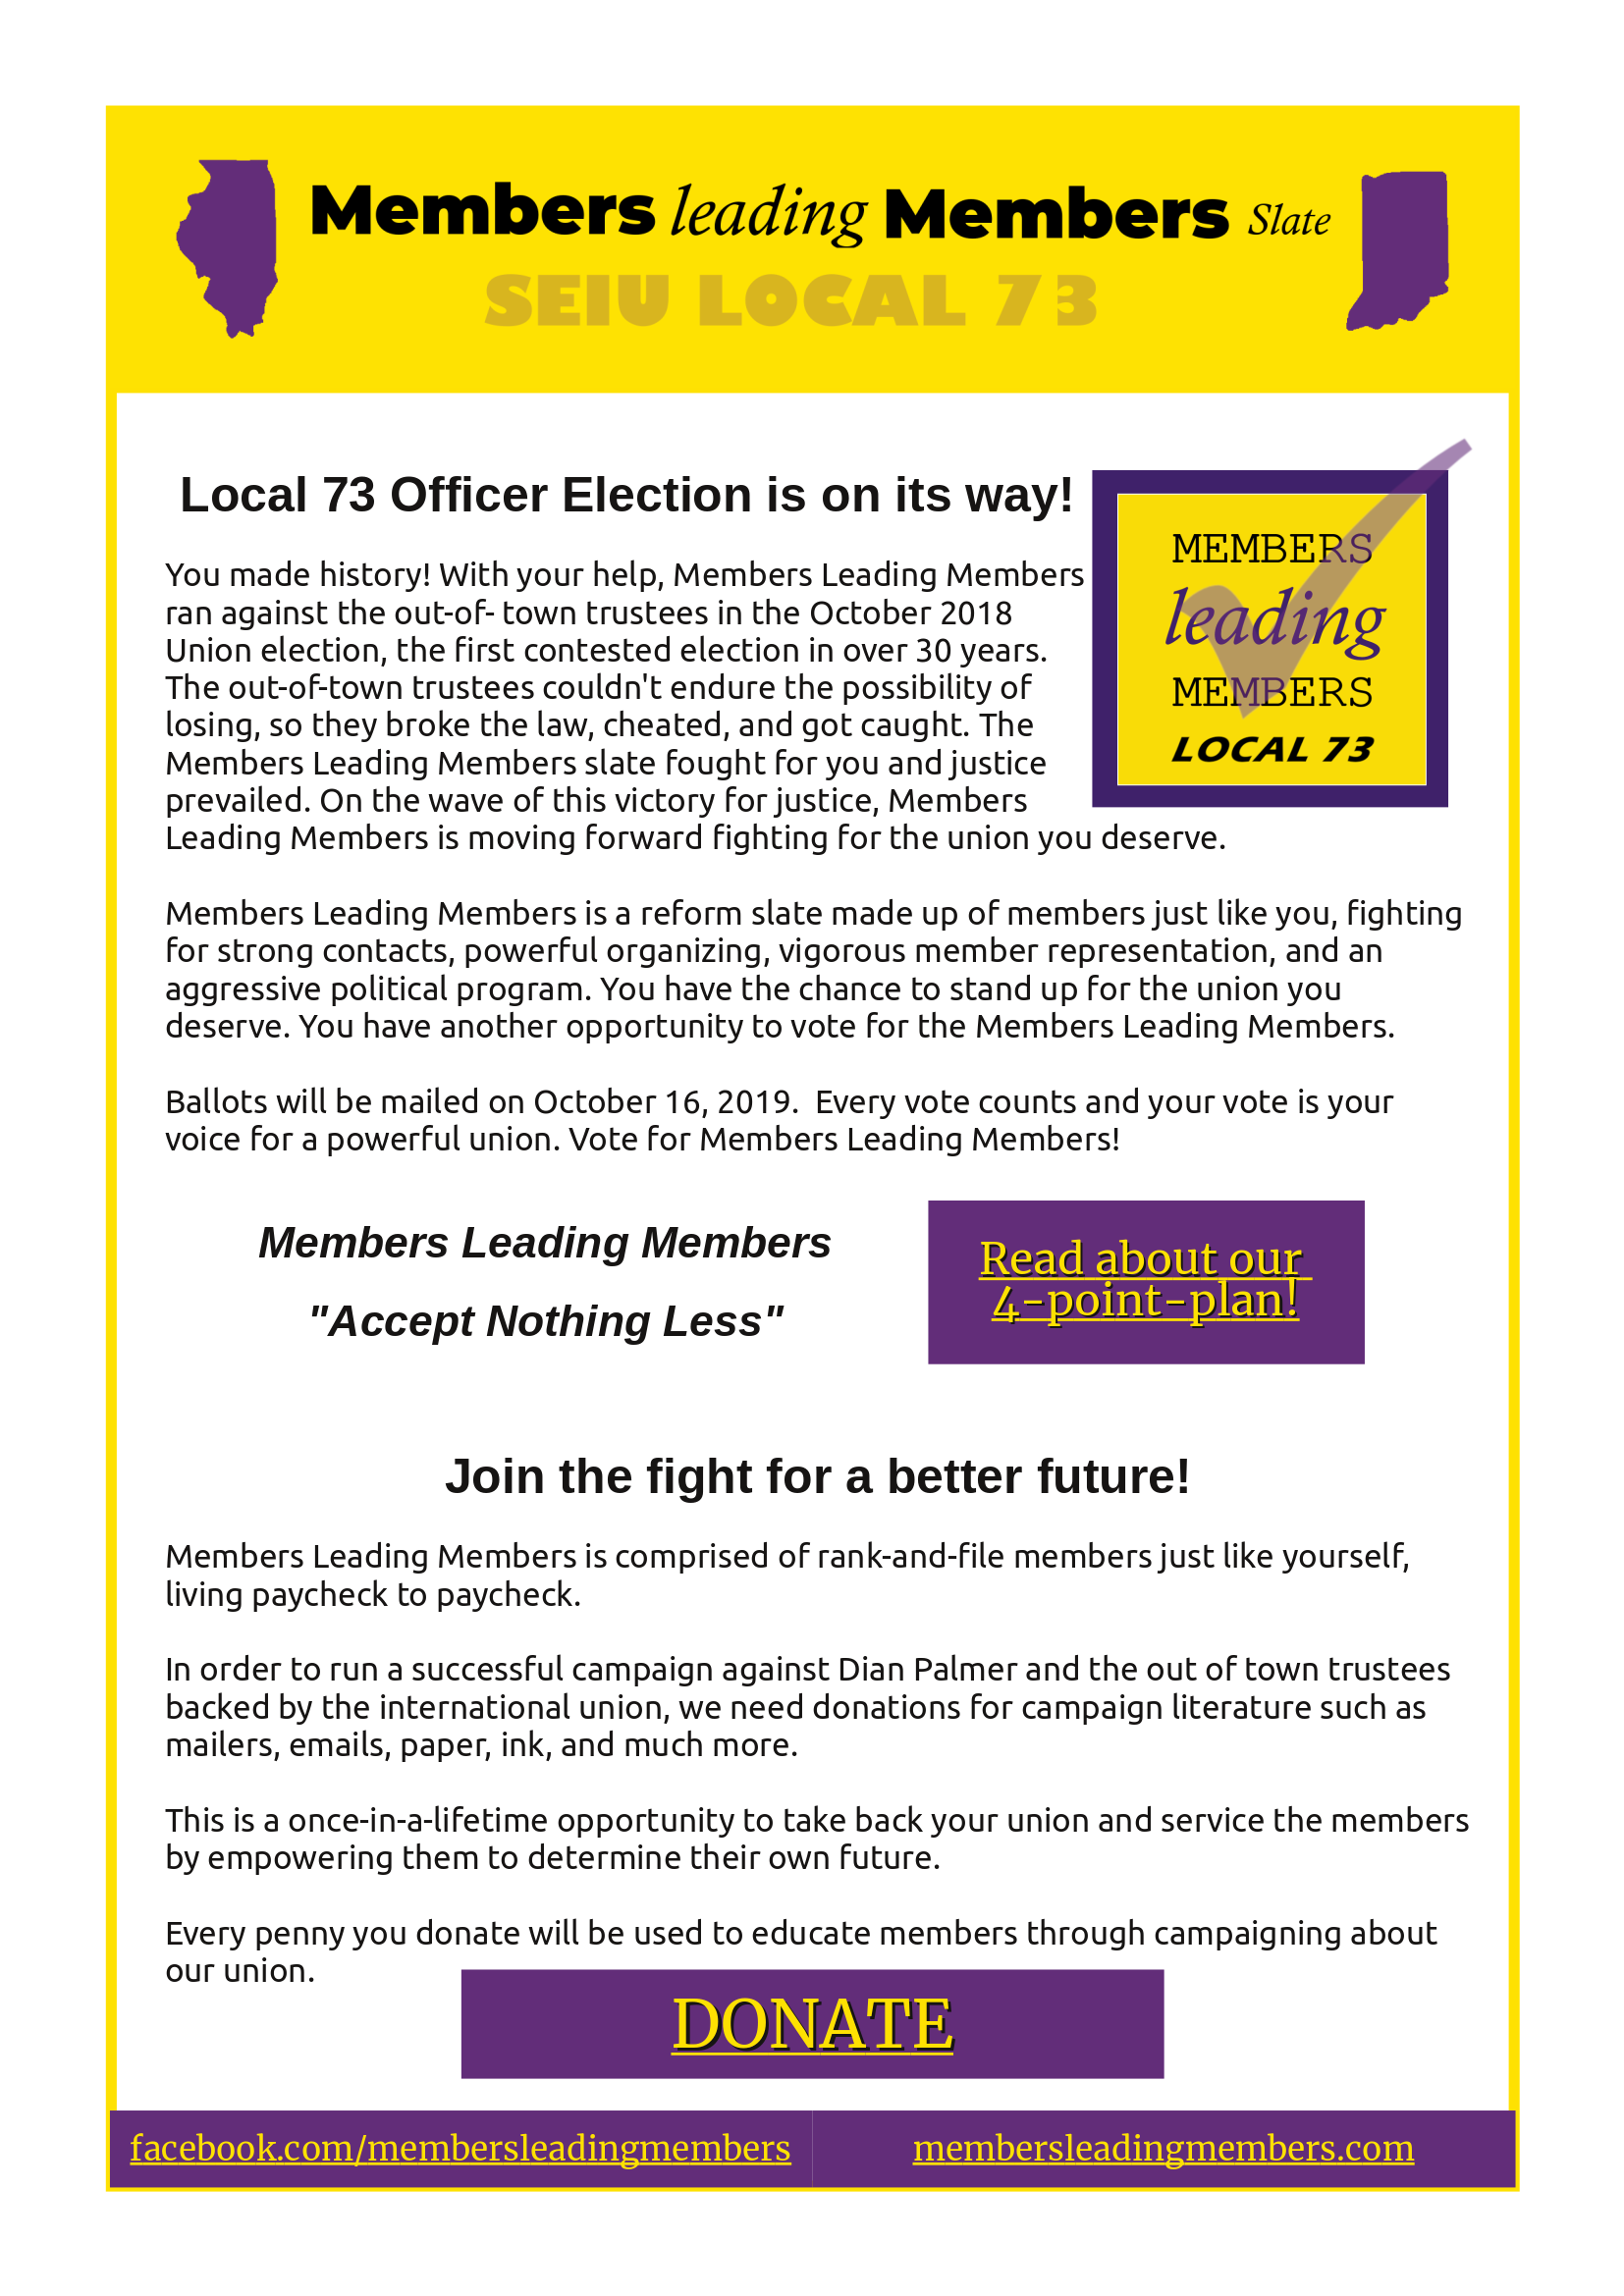 Members leading Members Slate
SEIU LOCAL 73
Local 73 Officer Election is on its way!
MEMBERS
leading
MEMBERS
LOCAL 73
You made history! With your help, Members Leading Members
ran against the out-of- town trustees in the October 2018
Union election, the first contested election in over 30 years.
The out-of-town trustees couldn't endure the possibility of
losing, so they broke the law, cheated, and got caught. The
Members Leading Members slate fought for you and justice
prevailed. On the wave of this victory for justice, Members
Leading Members is moving forward fighting for the union you deserve.
Members Leading Members is a reform slate made up of members just like you, fighting
for strong contacts, powerful organizing, vigorous member representation, and an
aggressive political program. You have the chance to stand up for the union you
deserve. You have another opportunity to vote for the Members Leading Members.
Ballots will be mailed on October 16, 2019.  Every vote counts and your vote is your
voice for a powerful union. Vote for Members Leading Members!
Members Leading Members
"Accept Nothing Less"
Read about our
4-point-plan!
Join the fight for a better future!
Members Leading Members is comprised of rank-and-file members just like yourself,
living paycheck to paycheck.
In order to run a successful campaign against Dian Palmer and the out of town trustees
backed by the international union, we need donations for campaign literature such as
mailers, emails, paper, ink, and much more.
This is a once-in-a-lifetime opportunity to take back your union and service the members
by empowering them to determine their own future.
Every penny you donate will be used to educate members through campaigning about
our union.
DONATE
facebook.com/membersleadingmembers
membersleadingmembers.com